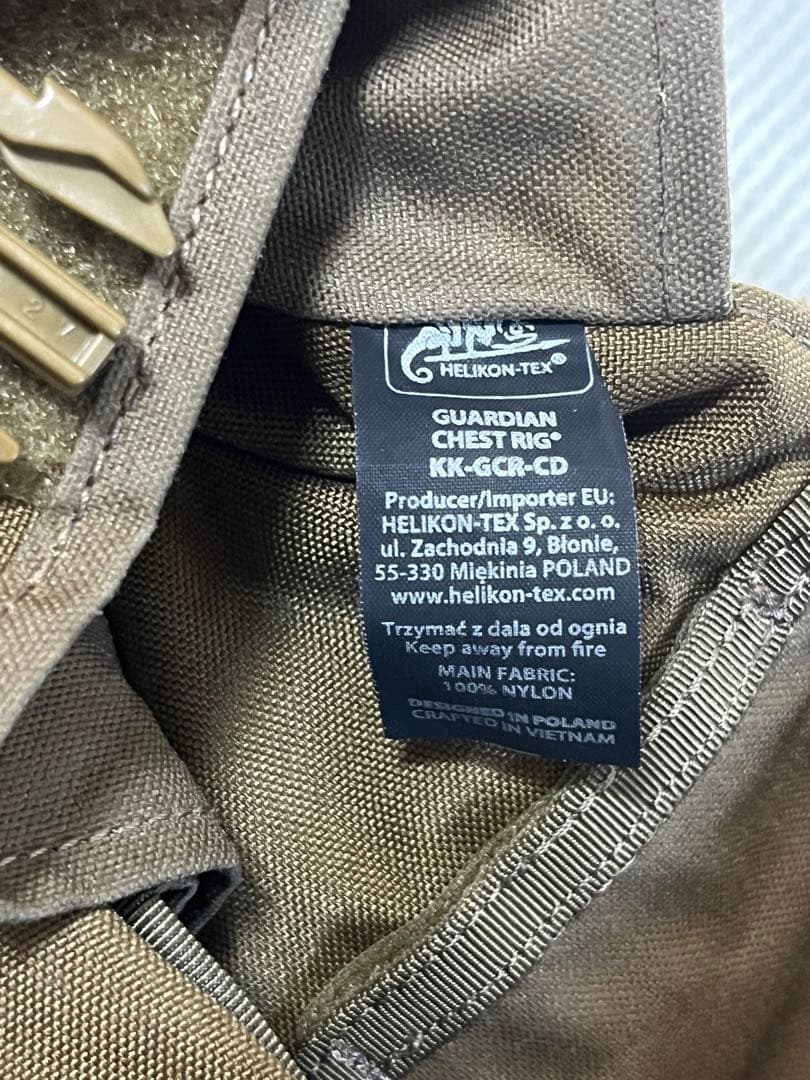 HELIKON-TEX®
GUARDIAN
CHEST RIG®
KK-GCR-CD
Producer/Importer EU:
HELIKON-TEX Sp. z o. o.
ul. Zachodnia 9, Błonie,
55-330 Miękinia POLAND
www.helikon-tex.com
Trzymać z dala od ognia
Keep away from fire
MAIN FABRIC:
100% NYLON
DESIGNED IN POLAND
CRAFTED IN VIETNAM